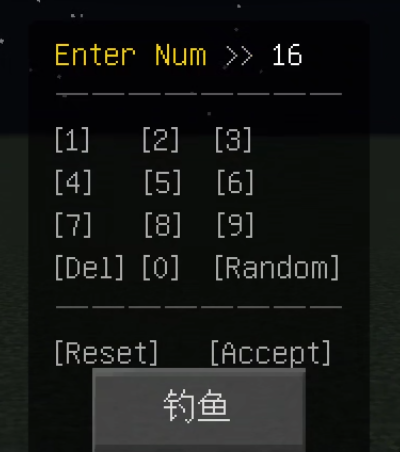 Enter Num >> 16
[1] [2] [3]
[4] [5] [6]
[7] [8] [9]
[Del] [0] [Random]
[Reset] [Accept]
钓鱼